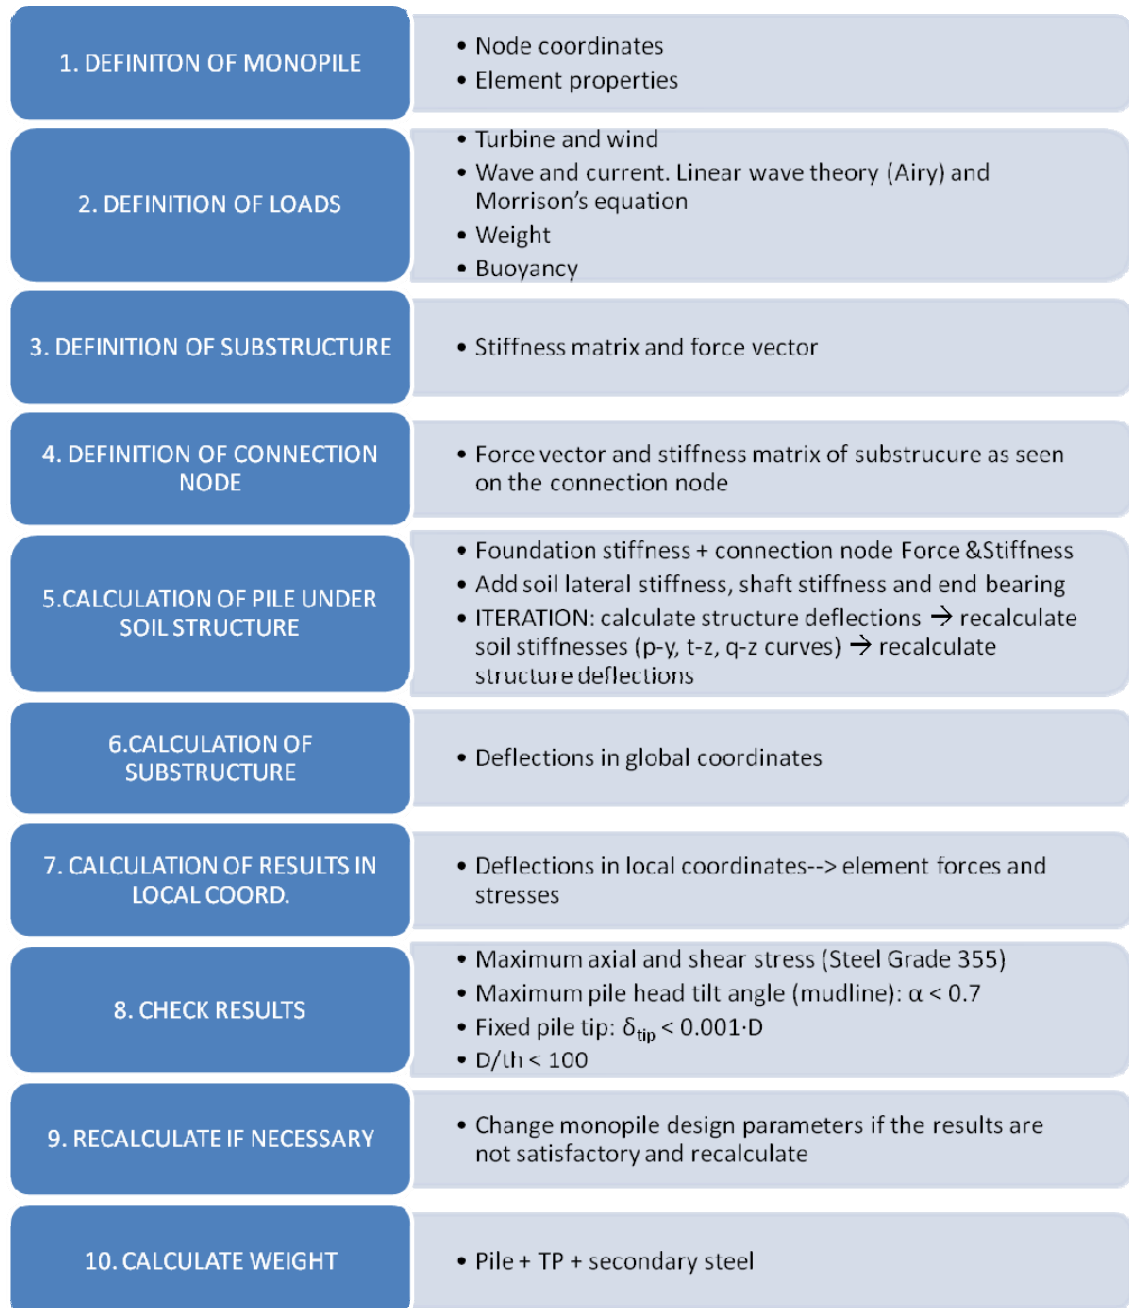 1. DEFINITON OF MONOPILE
• Node coordinates
• Element properties
2. DEFINITION OF LOADS
• Turbine and wind
• Wave and current. Linear wave theory (Airy) and
Morrison's equation
• Weight
• Buoyancy
3. DEFINITION OF SUBSTRUCTURE
• Stiffness matrix and force vector
4. DEFINITION OF CONNECTION
NODE
• Force vector and stiffness matrix of substrucure as seen
on the connection node
5.CALCULATION OF PILE UNDER
SOIL STRUCTURE
• Foundation stiffness + connection node Force &Stiffness
• Add soil lateral stiffness, shaft stiffness and end bearing
• ITERATION: calculate structure deflections → recalculate
soil stiffnesses (p-y, t-z, q-z curves) → recalculate
structure deflections
6.CALCULATION OF
SUBSTRUCTURE
• Deflections in global coordinates
7. CALCULATION OF RESULTS IN
LOCAL COORD.
• Deflections in local coordinates--> element forces and
stresses
8. CHECK RESULTS
• Maximum axial and shear stress (Steel Grade 355)
• Maximum pile head tilt angle (mudline): α < 0.7
• Fixed pile tip: δtip < 0.001·D
• D/th < 100
9. RECALCULATE IF NECESSARY
• Change monopile design parameters if the results are
not satisfactory and recalculate
10. CALCULATE WEIGHT
• Pile + TP + secondary steel